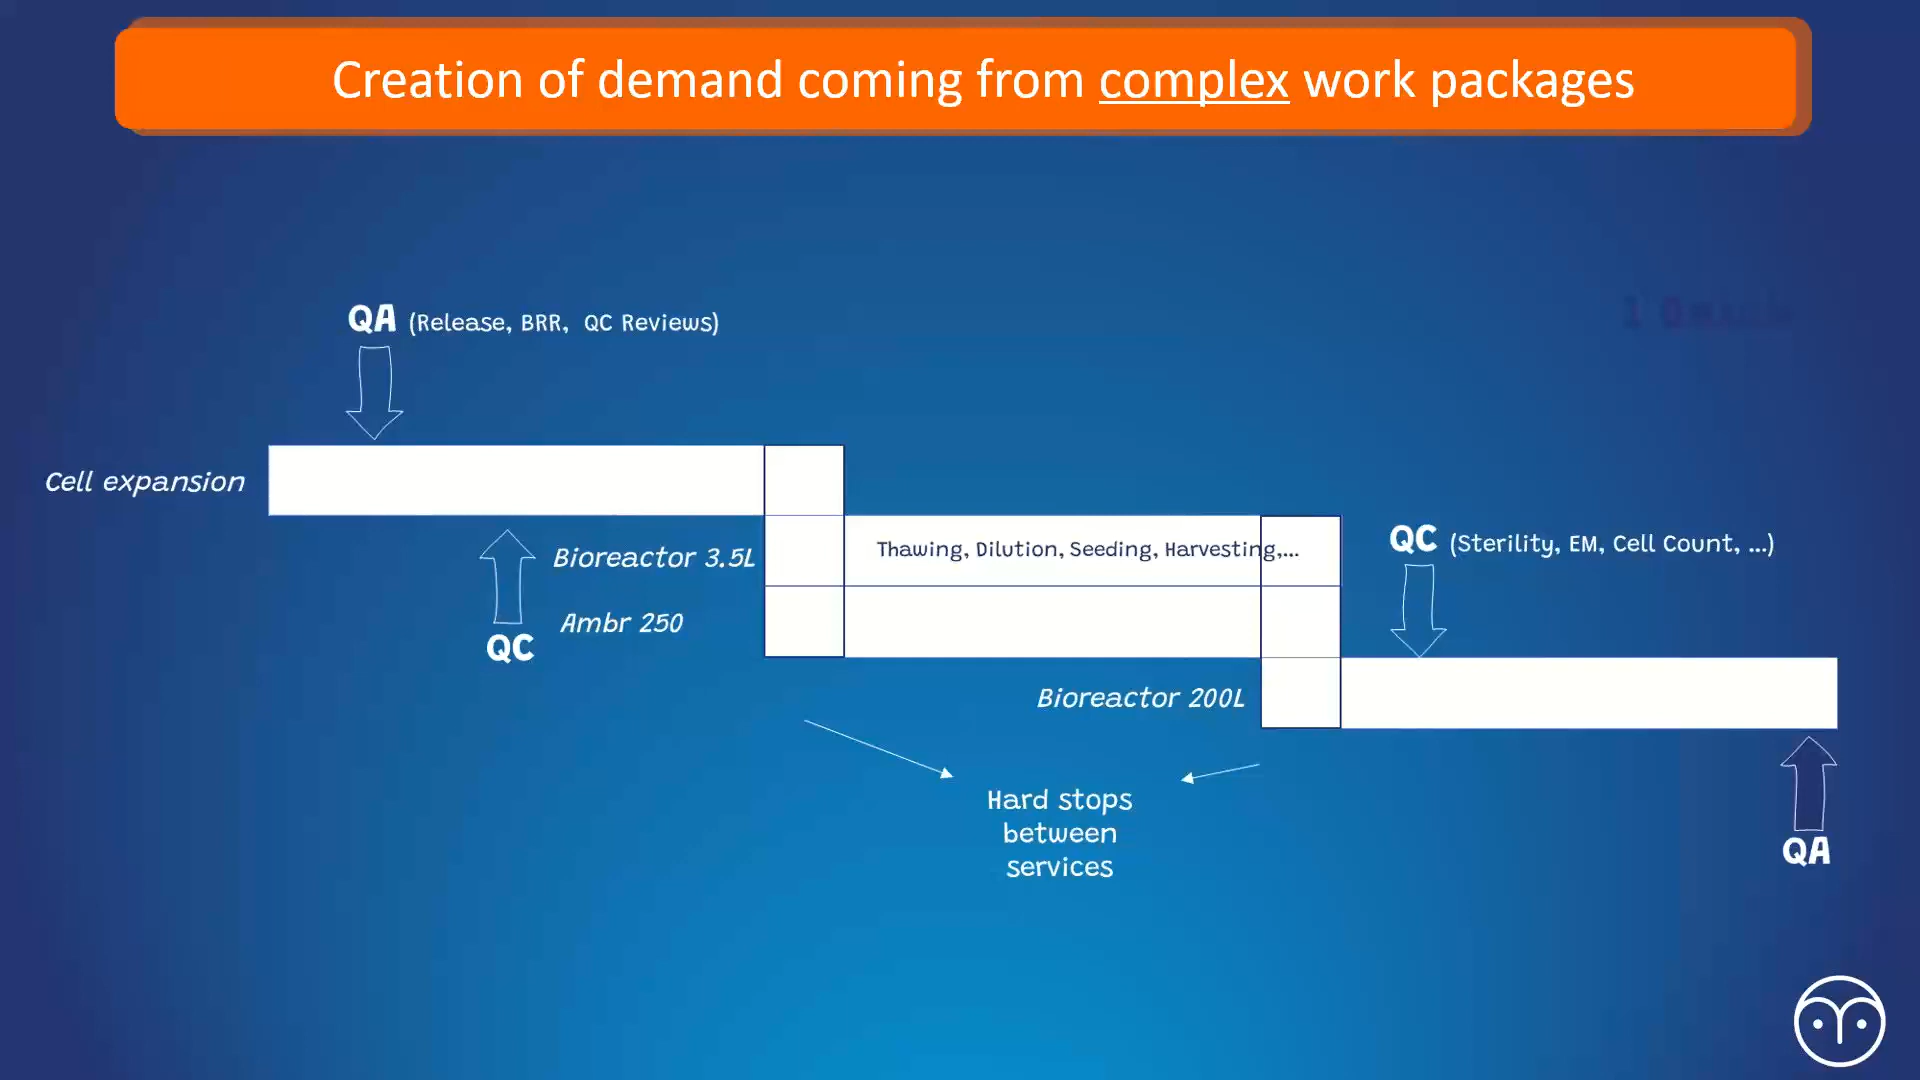 Creation of demand coming from complex work packages
QA (Release, BRR, QC Reviews)
Cell expansion
Thawing, Dilution, Seeding, Harvesting,...
QC (Sterility, EM, Cell Count, ...)
Bioreactor 3.5L
Ambr 250
QC
Bioreactor 200L
Hard stops
between
services
QA